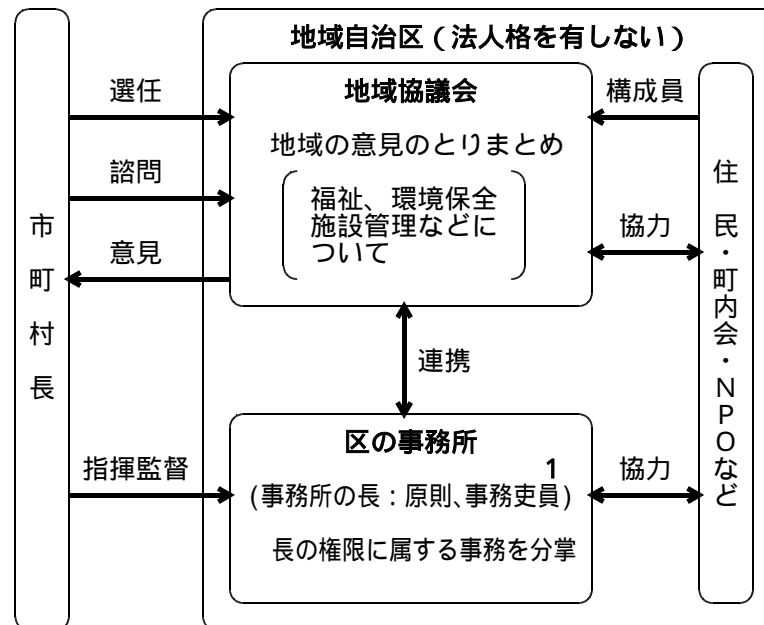 地域自治区（法人格を有しない）
選任
地域協議会
構成員
地域の意見のとりまとめ
諮問
福祉、環境保全
施設管理などに
ついて
協力
意見
市町村長
住民・町内会・NPOなど
連携
区の事務所
1
指揮監督
(事務所の長：原則、事務吏員)
協力
長の権限に属する事務を分掌